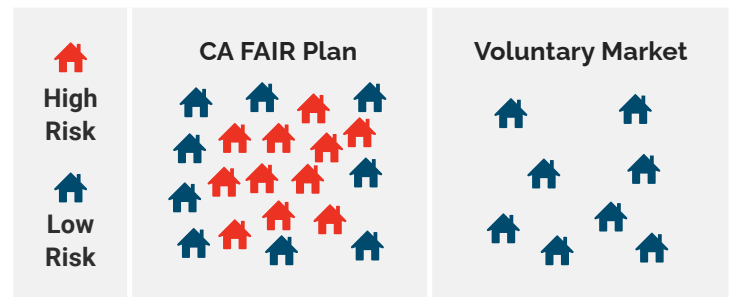 CA FAIR Plan
Voluntary Market
High
Risk
Low
Risk